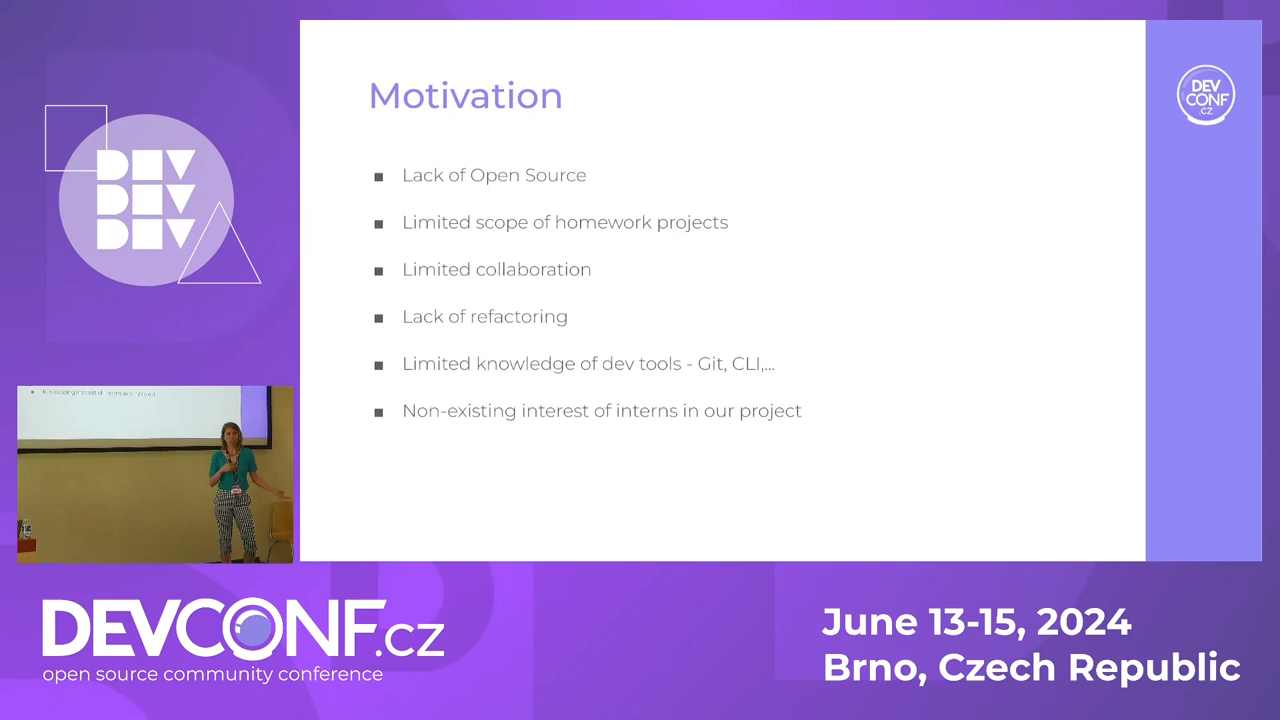 Motivation
DEV
CONF
.CZ
■ Lack of Open Source
■ Limited scope of homework projects
■ Limited collaboration
■ Lack of refactoring
■ Limited knowledge of dev tools - Git, CLI,...
■ Non-existing interest of interns in our project
DEV
DEV
DEV
DEVCONF.cz
open source community conference
June 13-15, 2024
Brno, Czech Republic